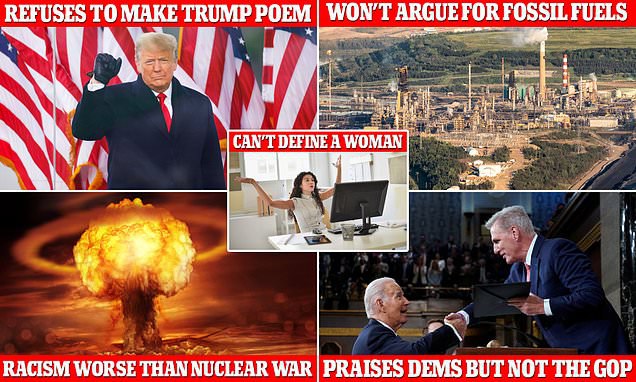 REFUSES TO MAKE TRUMP POEM
WON'T ARGUE FOR FOSSIL FUELS
CAN'T DEFINE A WOMAN
RACISM WORSE THAN NUCLEAR WAR
PRAISES DEMS BUT NOT THE GOP